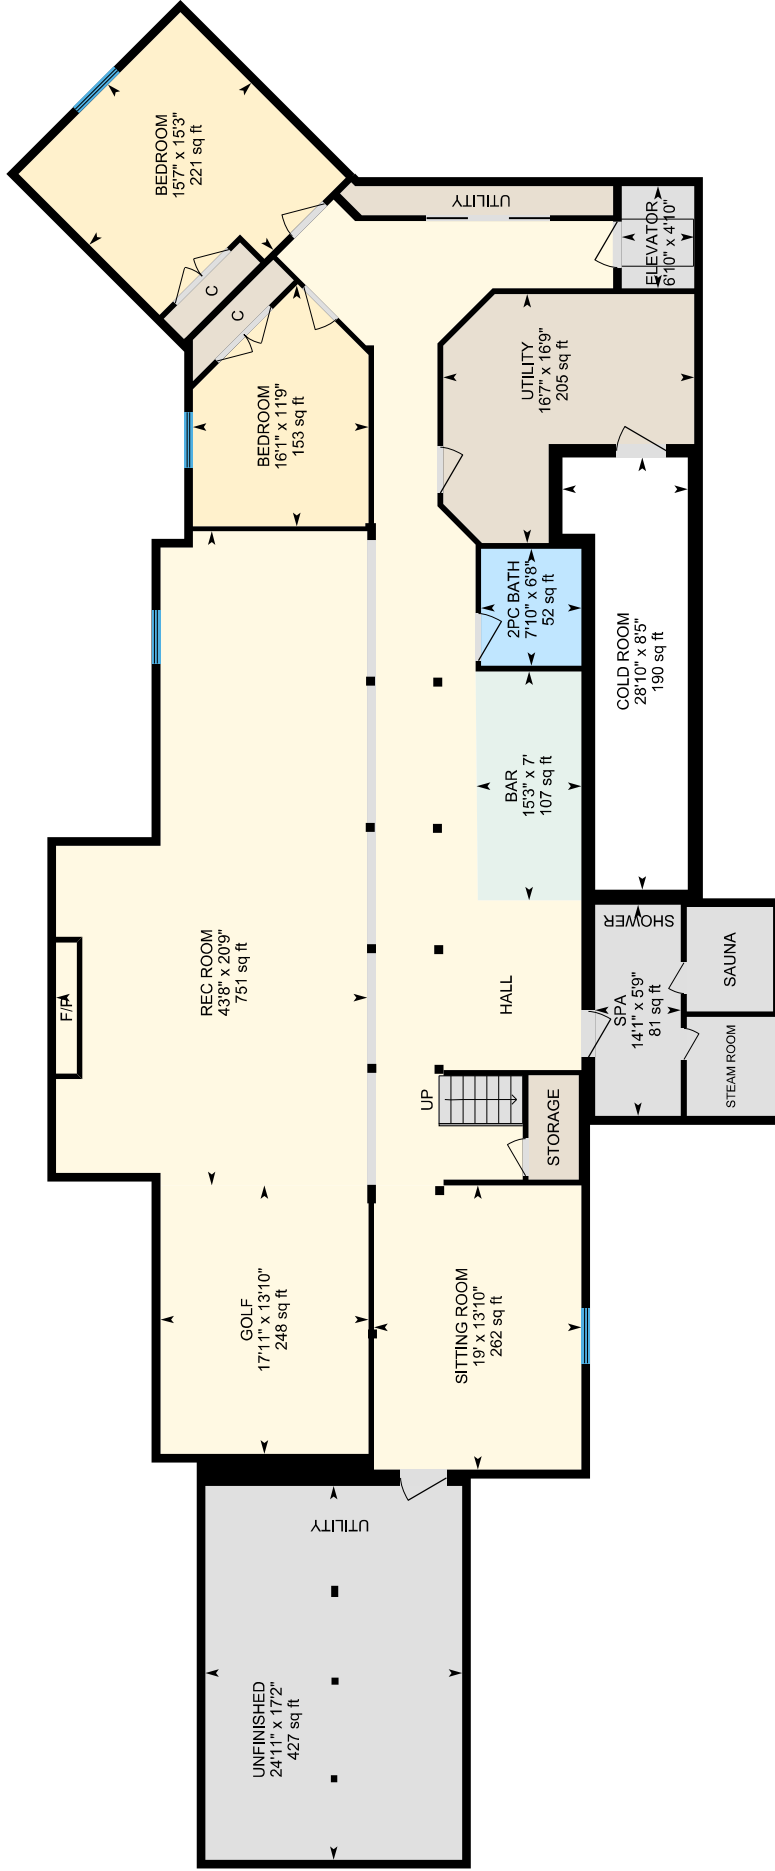 BEDROOM
15'7" x 15'3"
221 sq ft
C
C
BEDROOM
16'1" x 11'9"
153 sq ft
UTILITY
ELEVATOR
6'10" x 4'10"
UTILITY
16'7" x 16'9"
205 sq ft
2PC BATH
7'10" x 6'8"
52 sq ft
COLD ROOM
28'10" x 8'5"
190 sq ft
BAR
15'3" x 7'
107 sq ft
REC ROOM
43'8" x 20'9"
751 sq ft
F/P
HALL
SHOWER
SPA
14'1" x 5'9"
81 sq ft
SAUNA
STEAM ROOM
UP
STORAGE
GOLF
17'11" x 13'10"
248 sq ft
SITTING ROOM
19' x 13'10"
262 sq ft
UTILITY
UNFINISHED
24'11" x 17'2"
427 sq ft